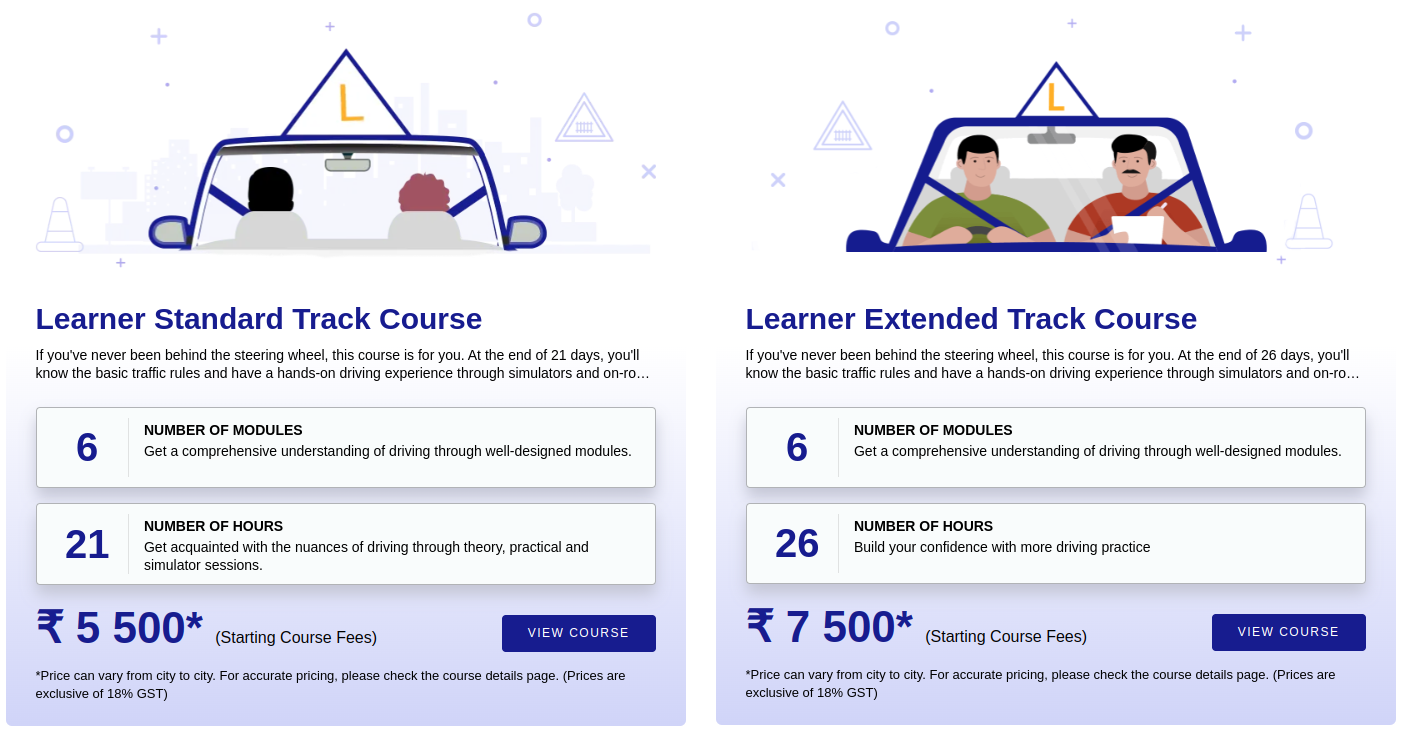 L
Learner Standard Track Course
If you've never been behind the steering wheel, this course is for you. At the end of 21 days, you'll
know the basic traffic rules and have a hands-on driving experience through simulators and on-ro…
6
NUMBER OF MODULES
Get a comprehensive understanding of driving through well-designed modules.
21
NUMBER OF HOURS
Get acquainted with the nuances of driving through theory, practical and
simulator sessions.
₹ 5 500* (Starting Course Fees)
VIEW COURSE
*Price can vary from city to city. For accurate pricing, please check the course details page. (Prices are
exclusive of 18% GST)
L
Learner Extended Track Course
If you've never been behind the steering wheel, this course is for you. At the end of 26 days, you'll
know the basic traffic rules and have a hands-on driving experience through simulators and on-ro…
6
NUMBER OF MODULES
Get a comprehensive understanding of driving through well-designed modules.
26
NUMBER OF HOURS
Build your confidence with more driving practice
₹ 7 500* (Starting Course Fees)
VIEW COURSE
*Price can vary from city to city. For accurate pricing, please check the course details page. (Prices are
exclusive of 18% GST)